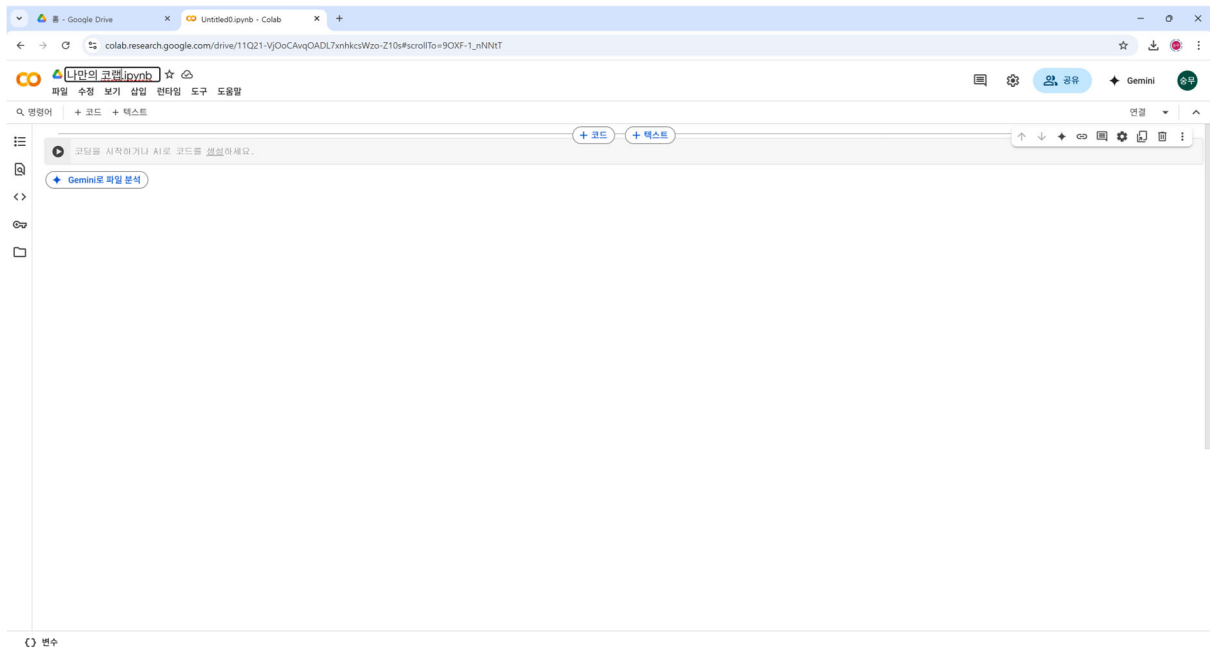 홈 - Google Drive
Untitled0.ipynb - Colab
colab.research.google.com/drive/11Q21-VjOoCAvqOADL7xnhkcsWzo-Z10s#scrollTo=9OXF-1_nNNtT
나만의 코랩.ipynb
공유
Gemini
승무
파일 수정 보기 삽입 런타임 도구 도움말
명령어 + 코드 + 텍스트
연결
+ 코드 + 텍스트
코딩을 시작하거나 AI로 코드를 생성하세요.
Gemini로 파일 분석
변수